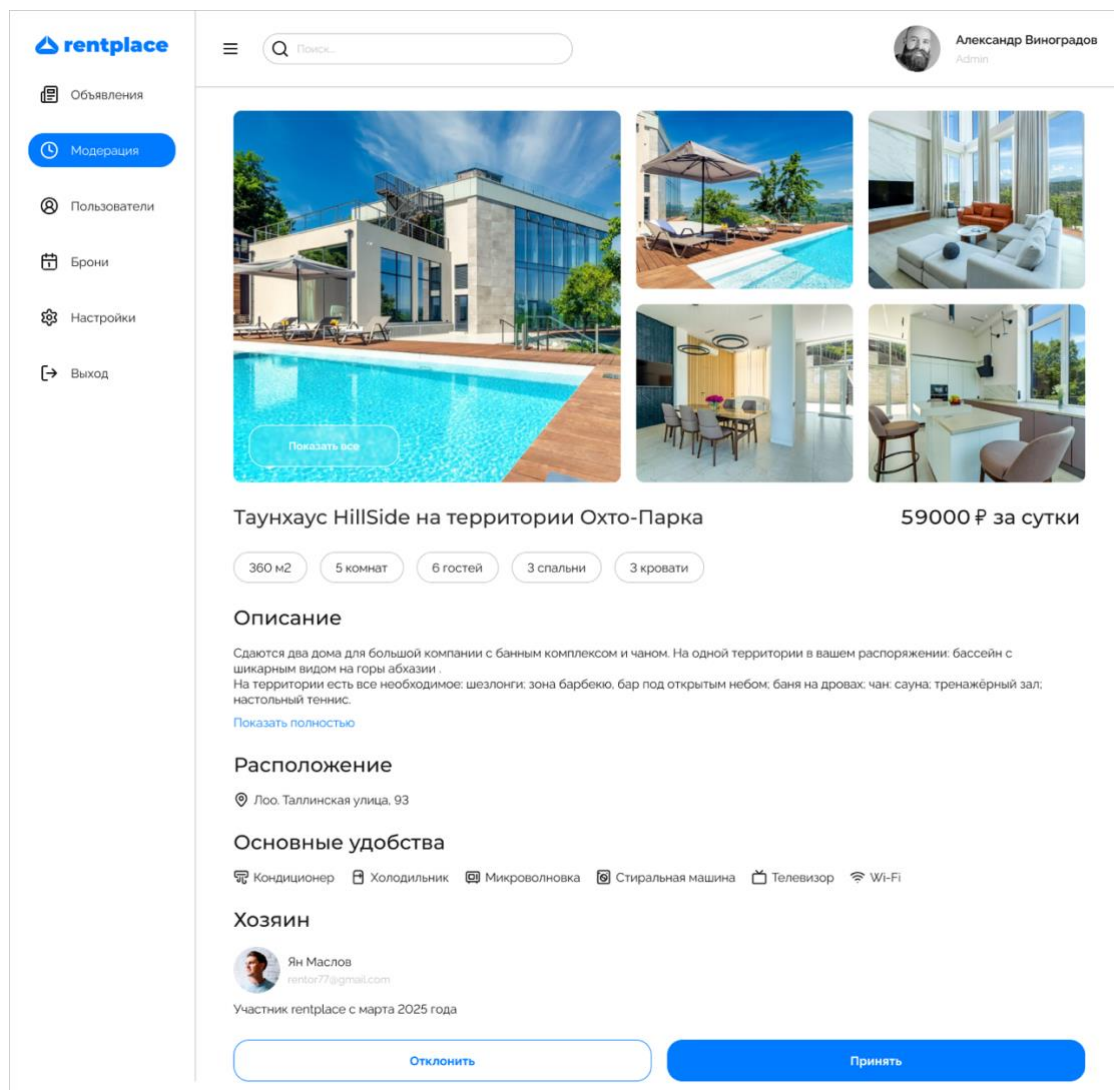 rentplace
Поиск...
Александр Виноградов
Admin
Объявления
Модерация
Пользователи
Брони
Настройки
Выход
Показать все
Таунхаус HillSide на территории Охто-Парка
59000 ₽ за сутки
360 м2
5 комнат
6 гостей
3 спальни
3 кровати
Описание
Сдаются два дома для большой компании с банным комплексом и чаном. На одной территории в вашем распоряжении: бассейн с
шикарным видом на горы абхазии .
На территории есть все необходимое: шезлонги; зона барбекю, бар под открытым небом; баня на дровах; чан; сауна; тренажёрный зал;
настольный теннис.
Показать полностью
Расположение
Лоо. Таллинская улица, 93
Основные удобства
Кондиционер
Холодильник
Микроволновка
Стиральная машина
Телевизор
Wi-Fi
Хозяин
Ян Маслов
rentor77@gmail.com
Участник rentplace с марта 2025 года
Отклонить
Принять